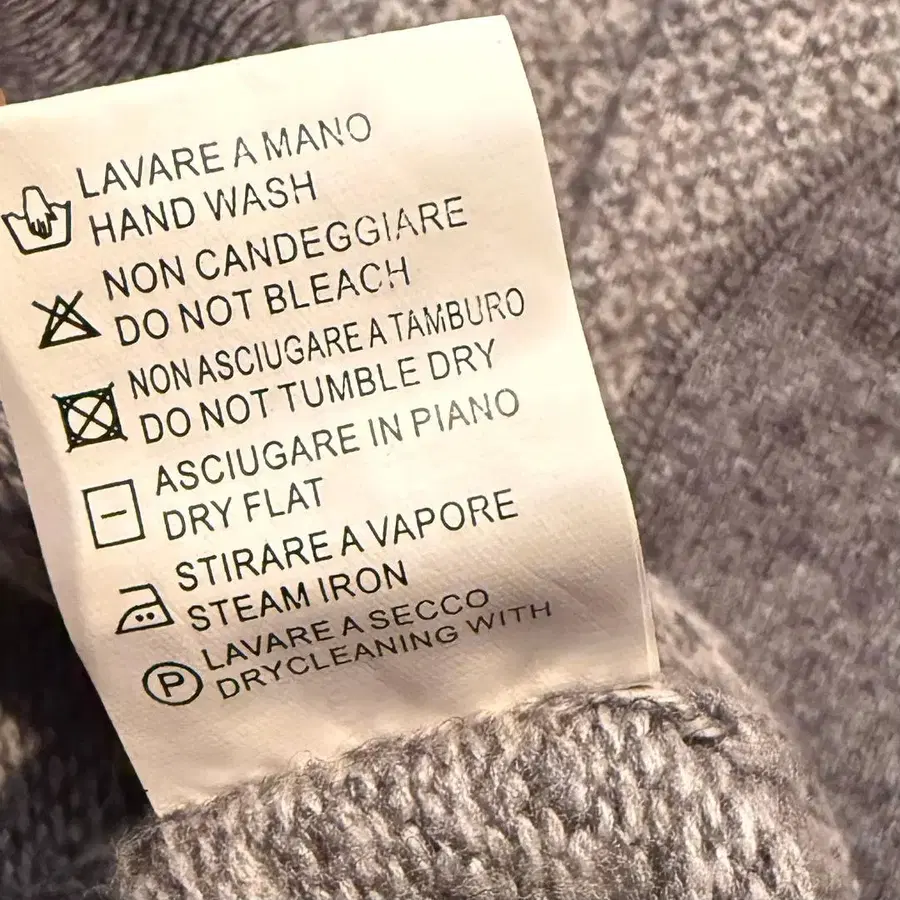 LAVARE A MANO
HAND WASH
NON CANDEGGIARE
DO NOT BLEACH
NON ASCIUGARE A TAMBURO
DO NOT TUMBLE DRY
ASCIUGARE IN PIANO
DRY FLAT
STIRARE A VAPORE
STEAM IRON
LAVARE A SECCO
DRYCLEANING WITH
P